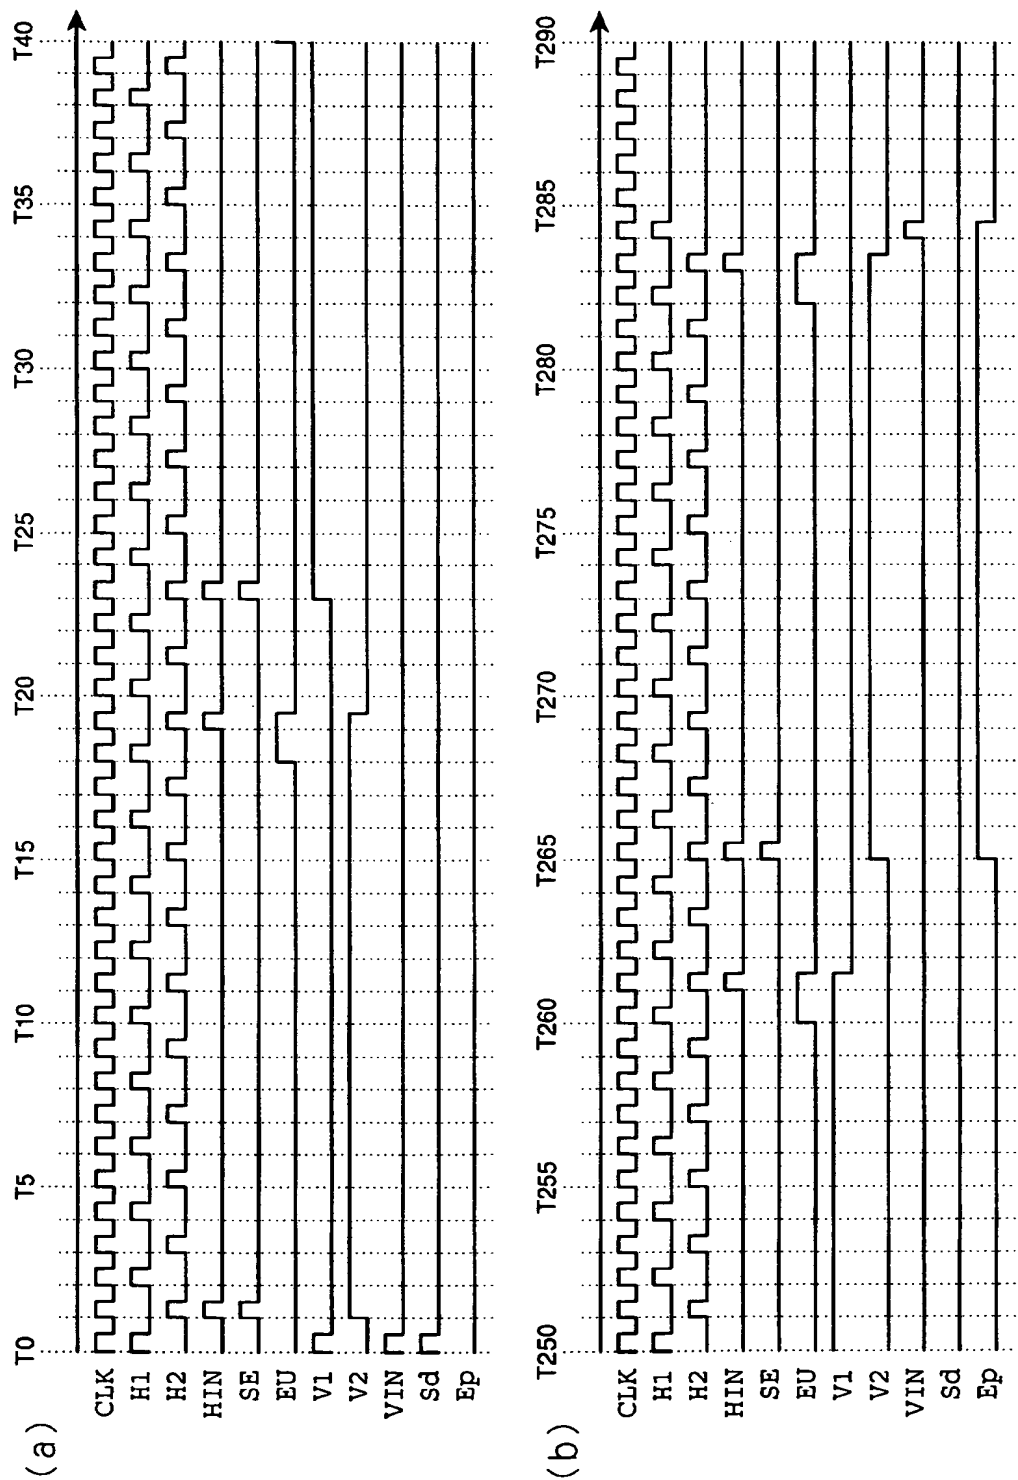 (a)
T0 T5 T10 T15 T20 T25 T30 T35 T40
CLK
H1
H2
HIN
SE
EU
V1
V2
VIN
Sd
Ep
(b)
T250 T255 T260 T265 T270 T275 T280 T285 T290
CLK
H1
H2
HIN
SE
EU
V1
V2
VIN
Sd
Ep